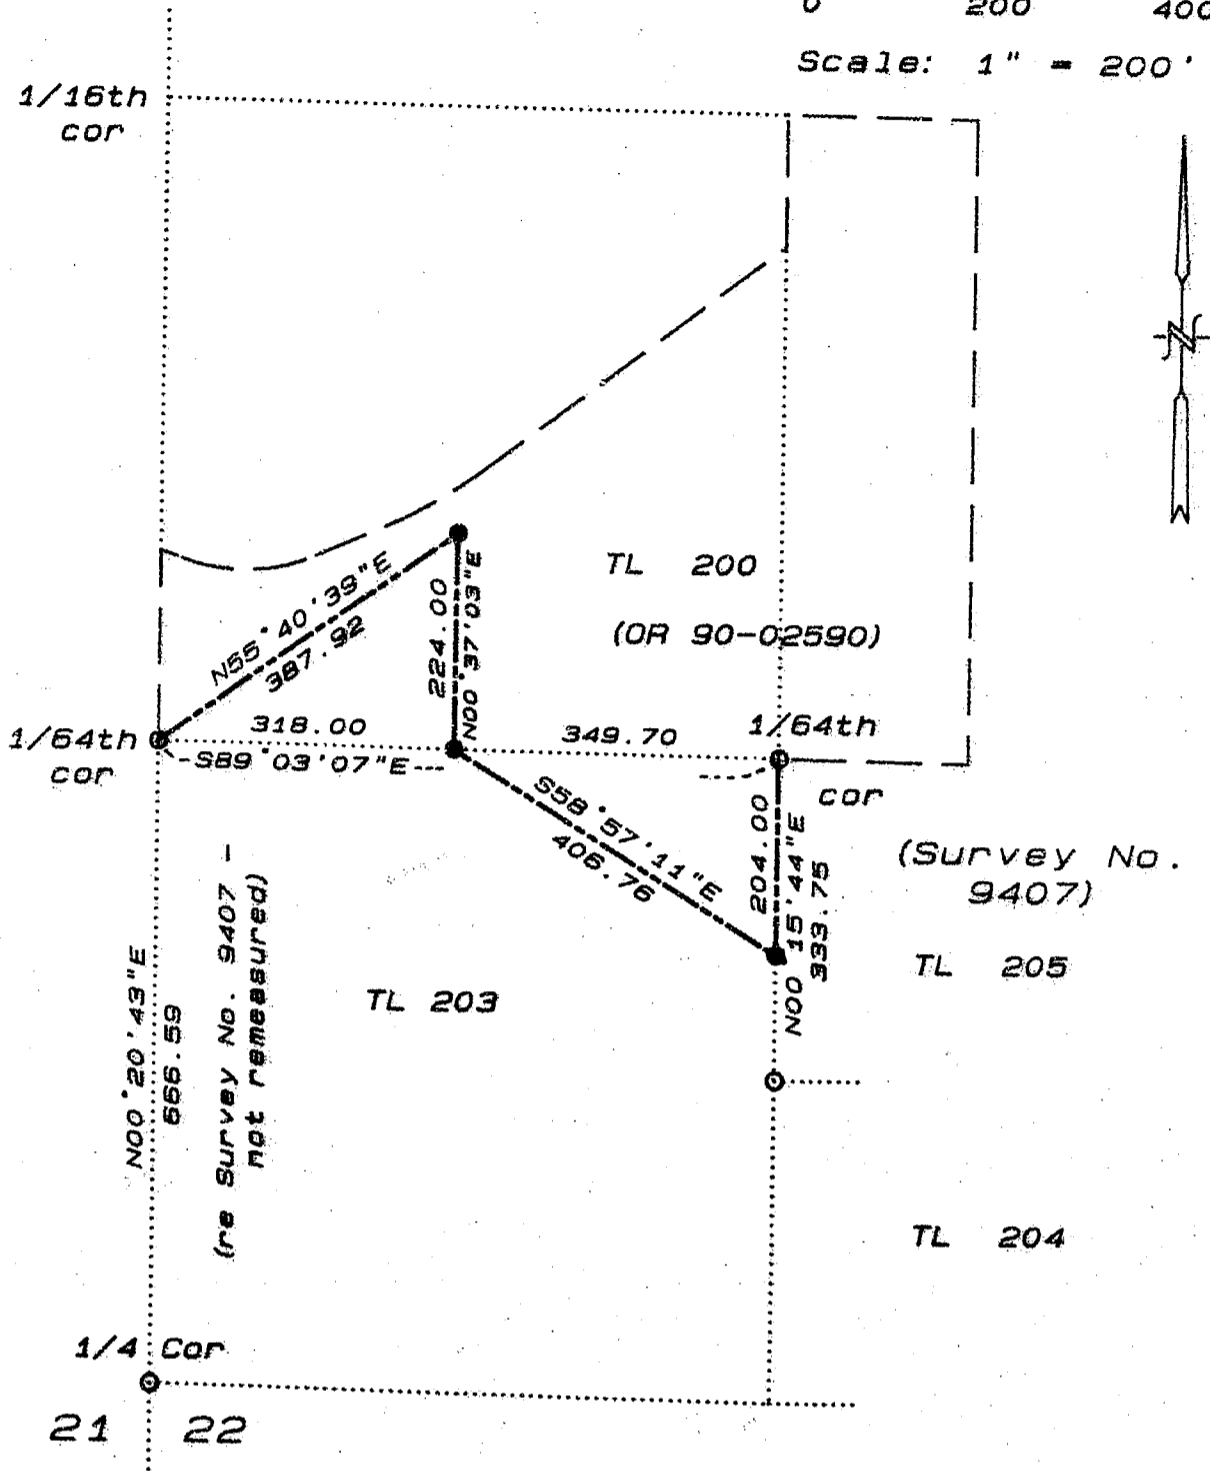 0 200 400
Scale: 1" = 200'
1/16th
cor
TL 200
(OR 90-02590)
N55°40'39"E
387.92
224.00
N00°37'03"E
318.00
349.70
1/64th
cor
1/64th
cor
S89°03'07"E
S58°57'11"E
406.76
204.00
N00 15'44"E
333.75
(Survey No.
9407)
TL 205
TL 203
N00°20'43"E
666.59
(re Survey No. 9407 -
not remeasured)
TL 204
1/4 Cor
21 22